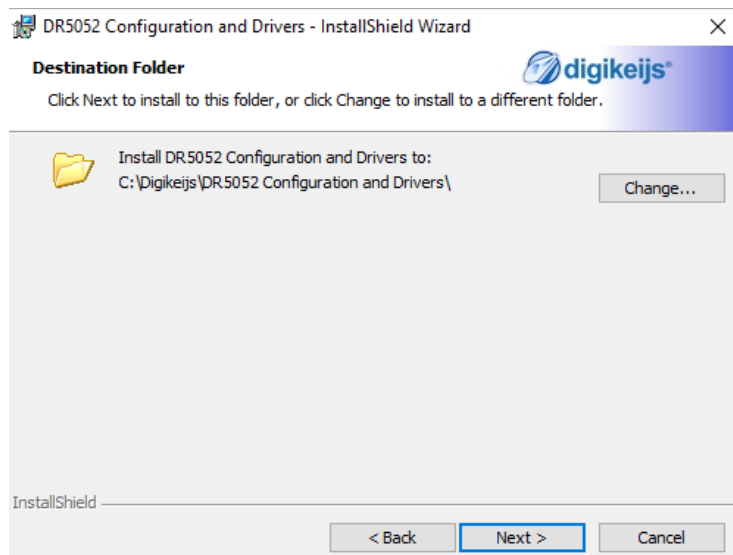 DR5052 Configuration and Drivers - InstallShield Wizard
Destination Folder
digikeijs®
Click Next to install to this folder, or click Change to install to a different folder.
Install DR5052 Configuration and Drivers to:
C:\Digikeijs\DR5052 Configuration and Drivers\
Change...
InstallShield
< Back
Next >
Cancel